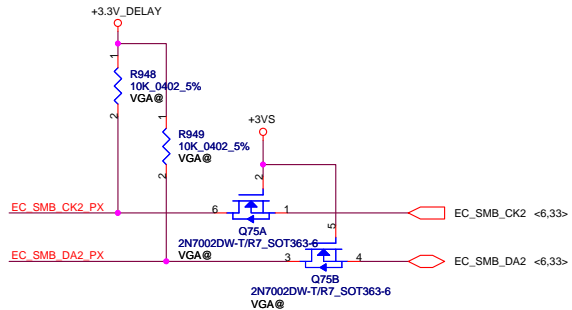 +3.3V_DELAY
1
R948
10K_0402_5%
VGA@
2
1
R949
10K_0402_5%
VGA@
2
+3VS
2
5
EC_SMB_CK2_PX
6
1
EC_SMB_CK2 <6,33>
Q75A
2N7002DW-T/R7_SOT363-6
VGA@
EC_SMB_DA2_PX
3
4
EC_SMB_DA2 <6,33>
Q75B
2N7002DW-T/R7_SOT363-6
VGA@